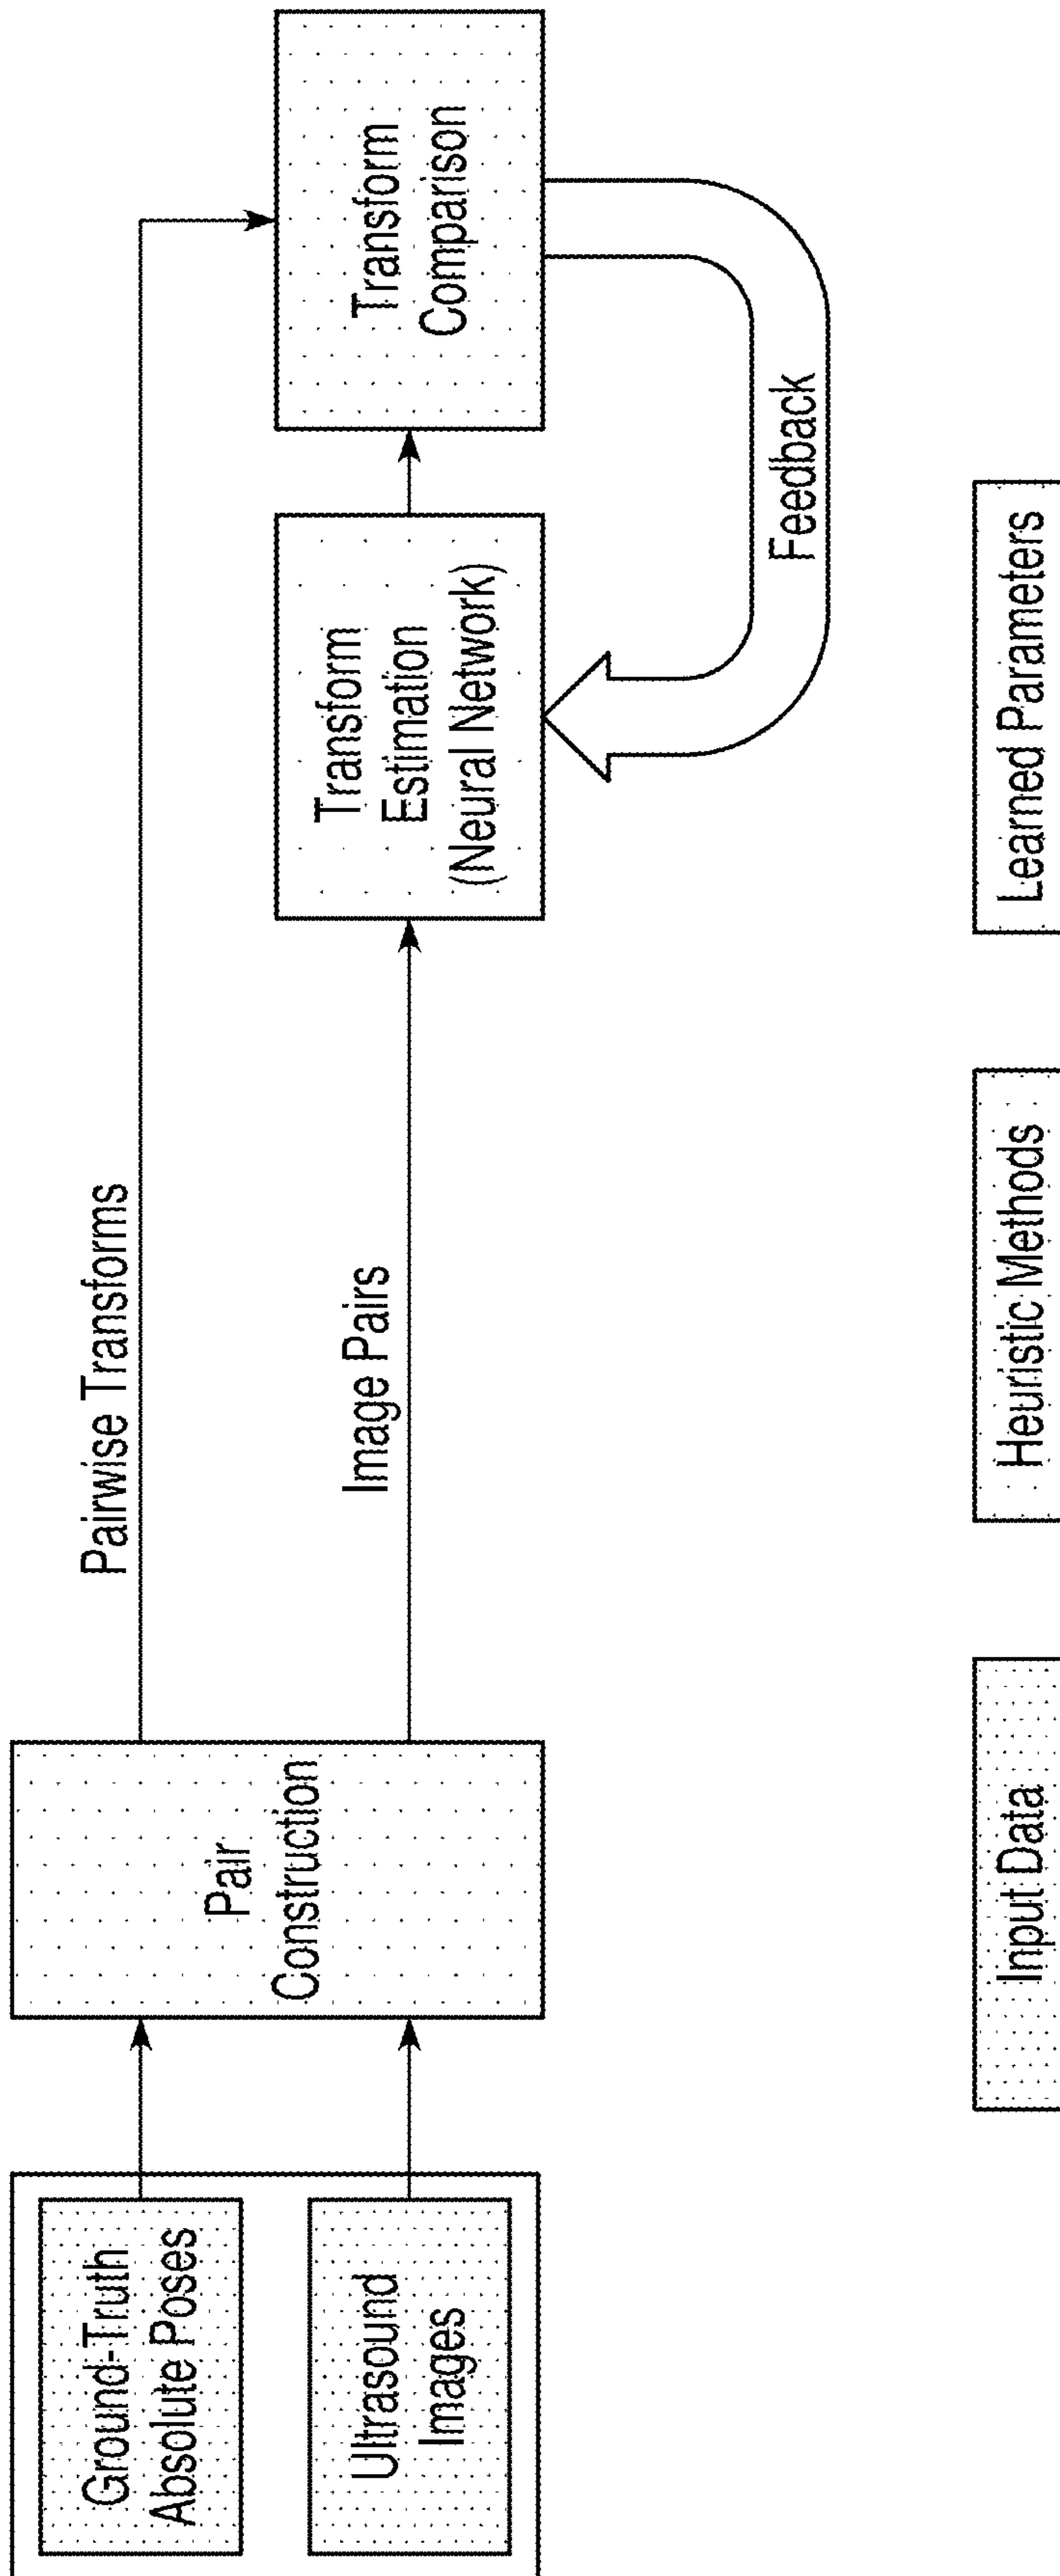 Ground-Truth
Absolute Poses
Ultrasound
Images
Pair
Construction
Pairwise Transforms
Image Pairs
Transform
Estimation
(Neural Network)
Transform
Comparison
Feedback
Input Data
Heuristic Methods
Learned Parameters